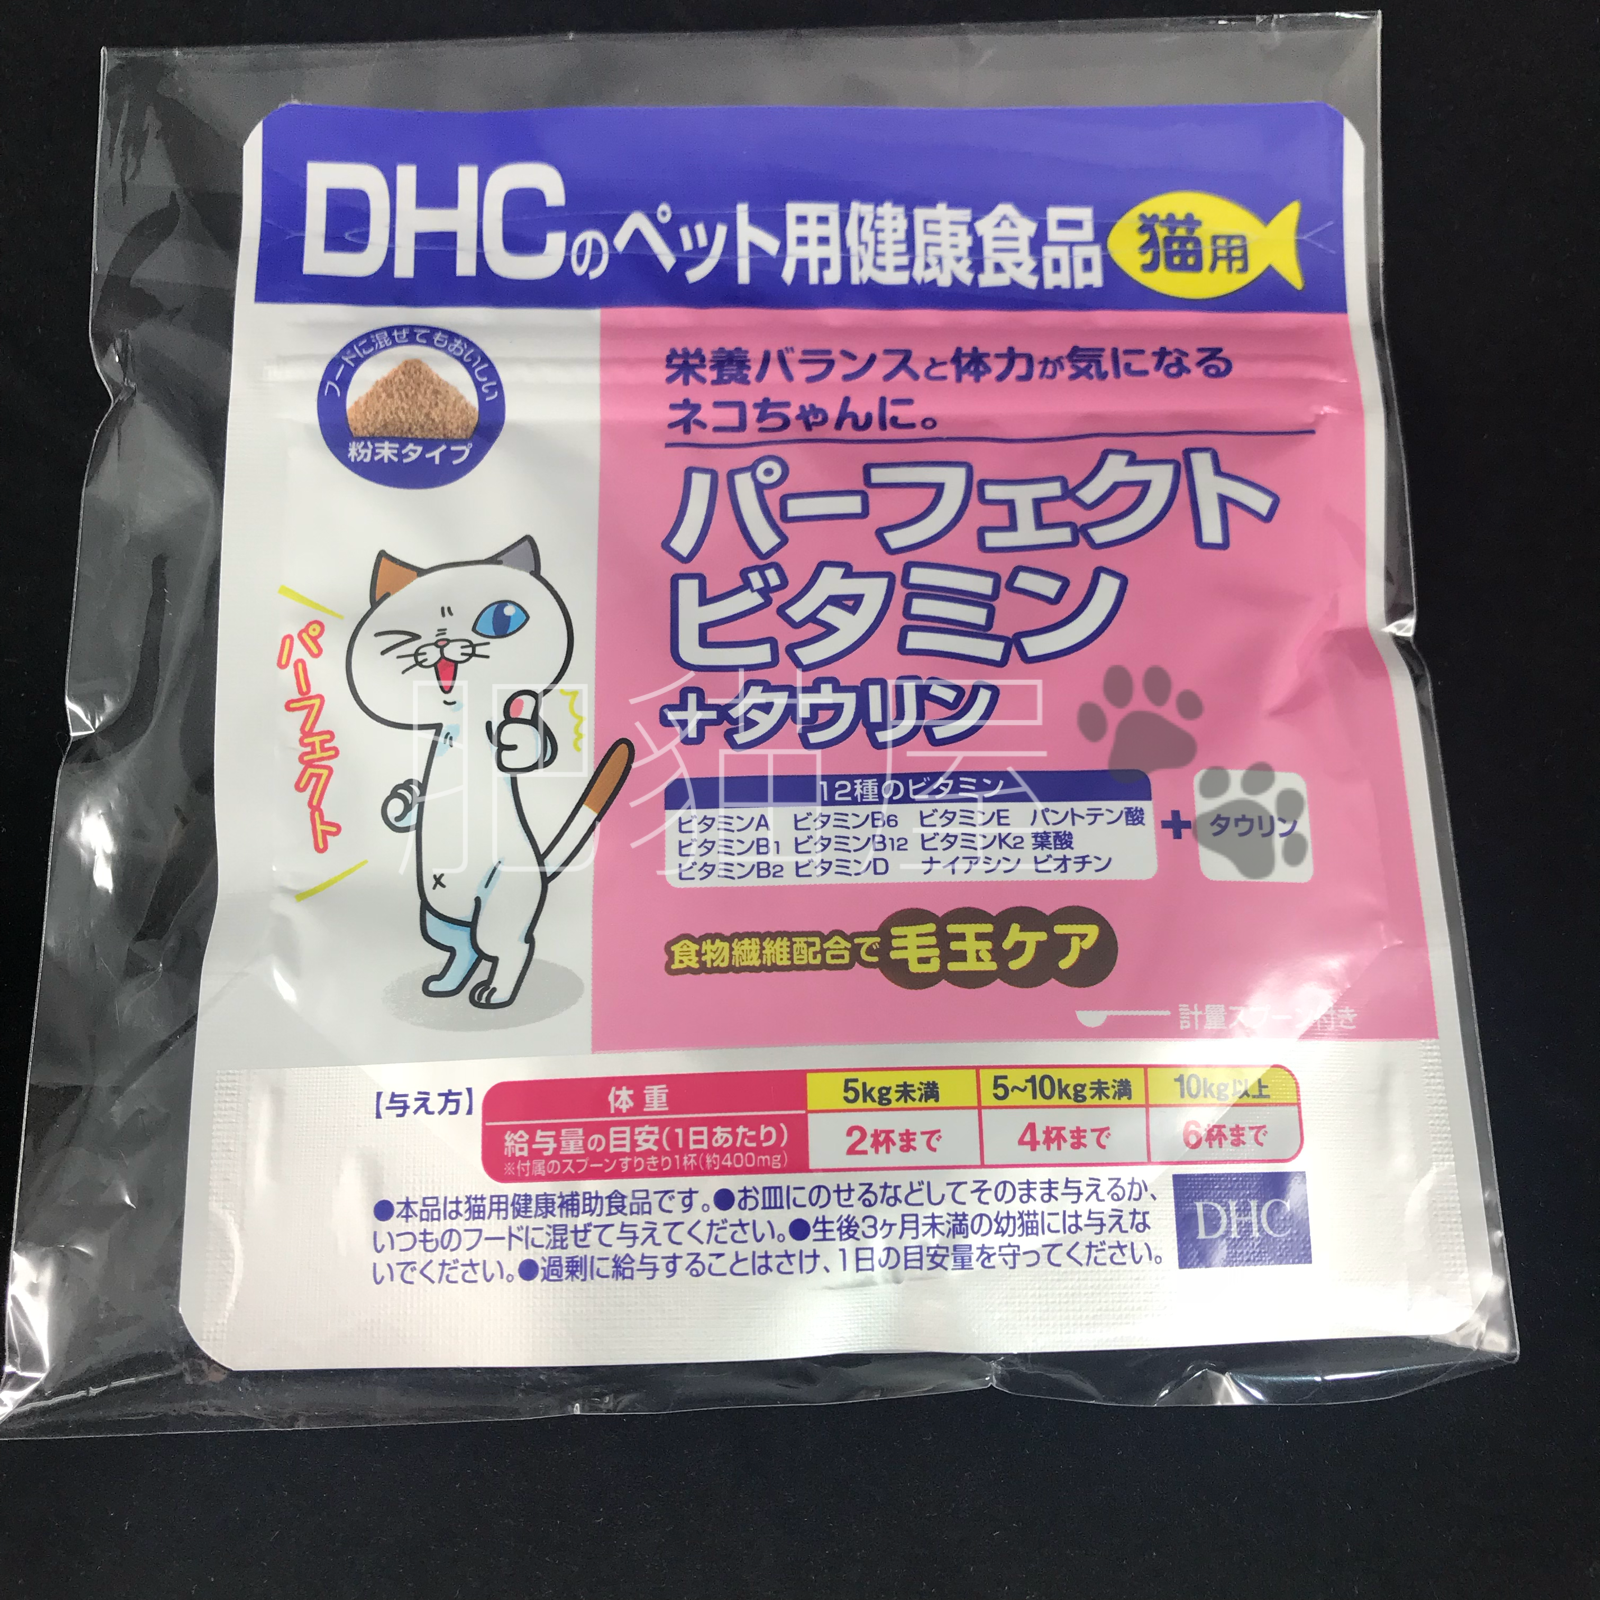 DHCのペット用健康食品 猫用
フードに混ぜてもおいしい
粉末タイプ
栄養バランスと体力が気になる
ネコちゃんに。
パーフェクト
ビタミン
+タウリン
パーフェクト
12種のビタミン
ビタミンA ビタミンB6 ビタミンE パントテン酸
ビタミンB1 ビタミンB12 ビタミンK2 葉酸
ビタミンB2 ビタミンD ナイアシン ビオチン
+ タウリン
食物繊維配合で 毛玉ケア
計量スプーン付き
肥貓屋
【与え方】
体重 5kg未満 5~10kg未満 10kg以上
給与量の目安(1日あたり) 2杯まで 4杯まで 6杯まで
※付属のスプーンすりきり1杯(約400mg)
●本品は猫用健康補助食品です。●お皿にのせるなどしてそのまま与えるか、
いつものフードに混ぜて与えてください。●生後3ヶ月未満の幼猫には与えな
いでください。●過剰に給与することはさけ、1日の目安量を守ってください。
DHC